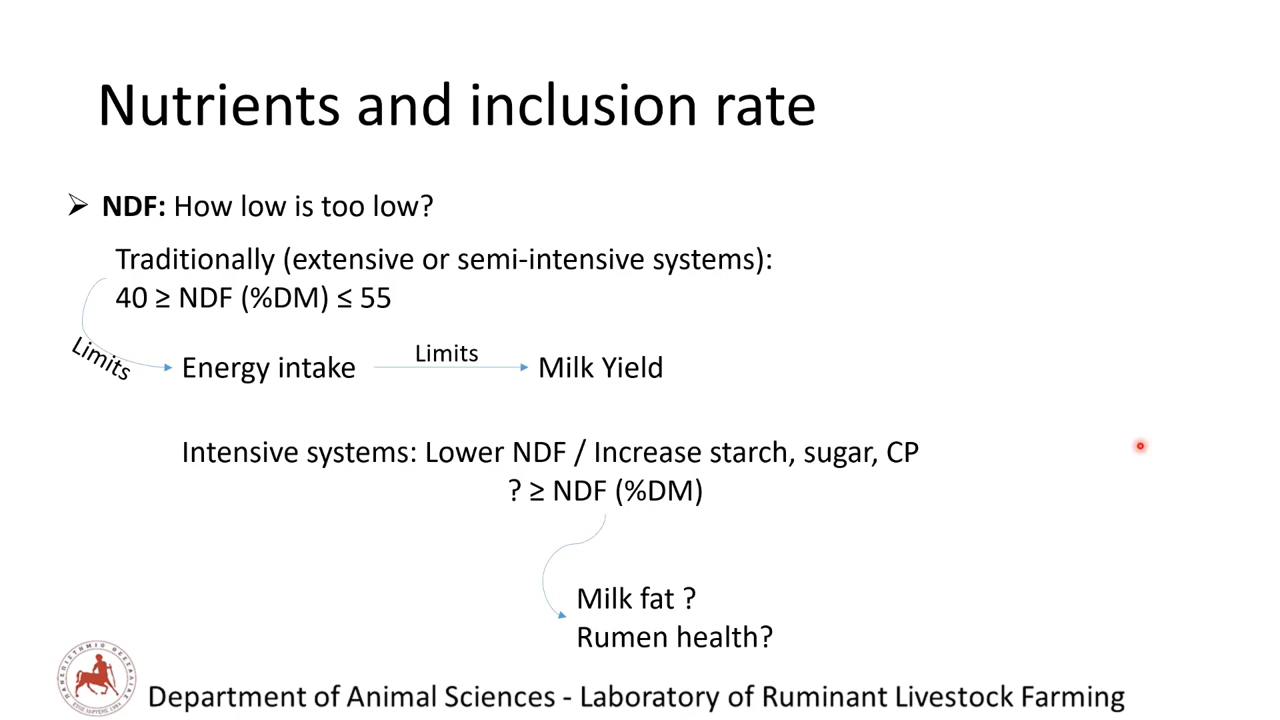 Nutrients and inclusion rate
➢ NDF: How low is too low?
Traditionally (extensive or semi-intensive systems):
40 ≥ NDF (%DM) ≤ 55
Limits
Energy intake
Limits
Milk Yield
Intensive systems: Lower NDF / Increase starch, sugar, CP
? ≥ NDF (%DM)
Milk fat ?
Rumen health?
Department of Animal Sciences - Laboratory of Ruminant Livestock Farming